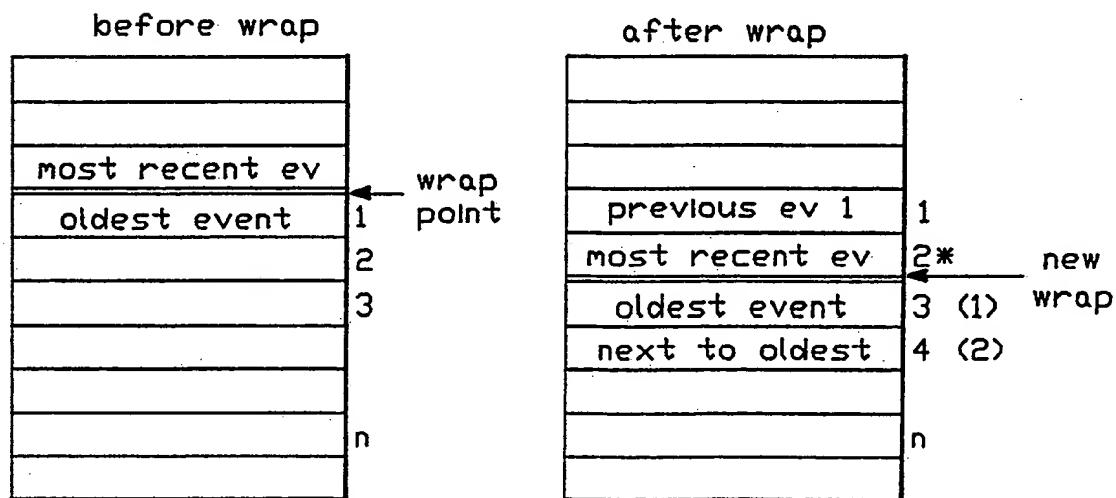 before wrap
most recent ev
wrap
point
oldest event 1
2
3
n
after wrap
previous ev 1 1
most recent ev 2*
new
wrap
oldest event 3 (1)
next to oldest 4 (2)
n